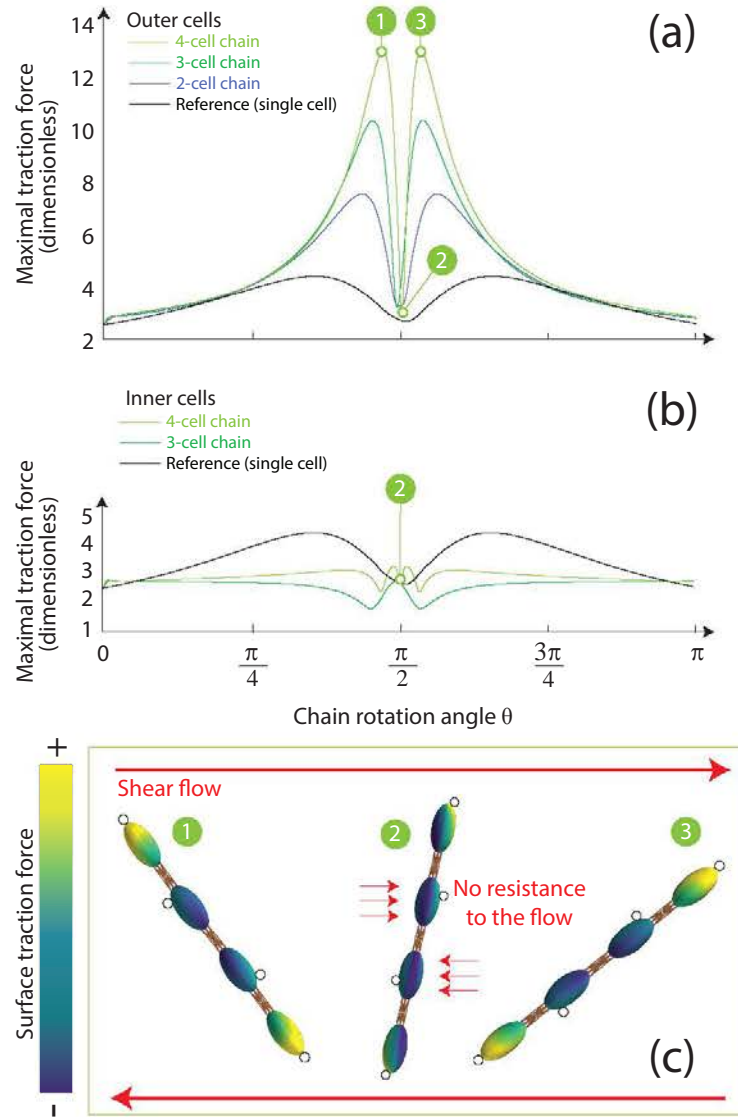 (a)
Outer cells
4-cell chain
3-cell chain
2-cell chain
Reference (single cell)
1
3
2
Maximal traction force
(dimensionless)
14
12
10
8
6
4
2
(b)
Inner cells
4-cell chain
3-cell chain
Reference (single cell)
2
Maximal traction force
(dimensionless)
5
4
3
2
1
0
π/4
π/2
3π/4
π
Chain rotation angle θ
+
Surface traction force
-
Shear flow
1
2
3
No resistance
to the flow
(c)